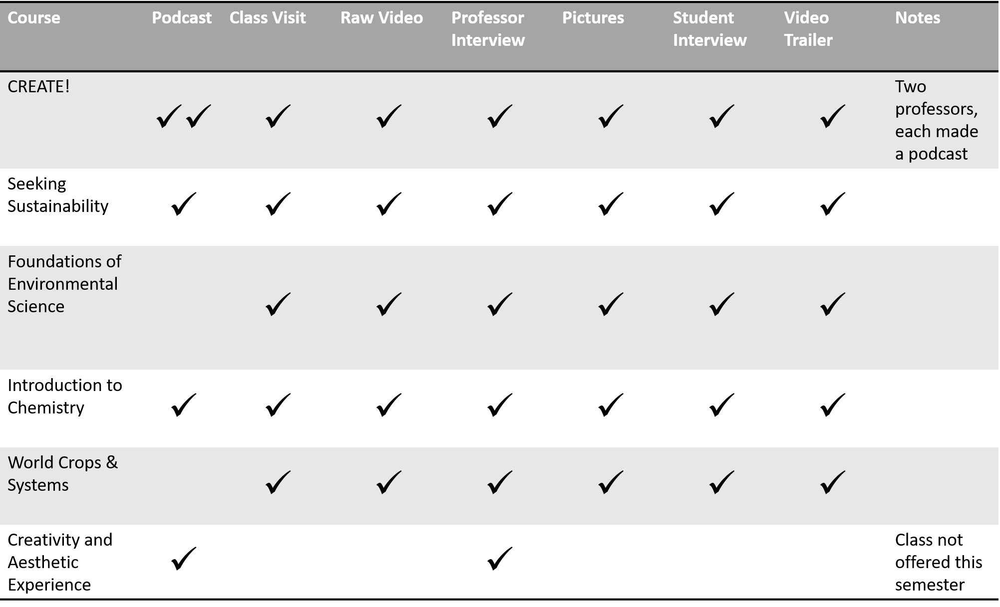 Course Podcast Class Visit Raw Video Professor Interview Pictures Student Interview Video Trailer Notes
CREATE! ✓✓ ✓ ✓ ✓ ✓ ✓ ✓ Two
professors,
each made
a podcast
Seeking
Sustainability ✓ ✓ ✓ ✓ ✓ ✓ ✓
Foundations of
Environmental
Science ✓ ✓ ✓ ✓ ✓ ✓
Introduction to
Chemistry ✓ ✓ ✓ ✓ ✓ ✓ ✓
World Crops &
Systems ✓ ✓ ✓ ✓ ✓ ✓
Creativity and
Aesthetic
Experience ✓ ✓ Class not
offered this
semester